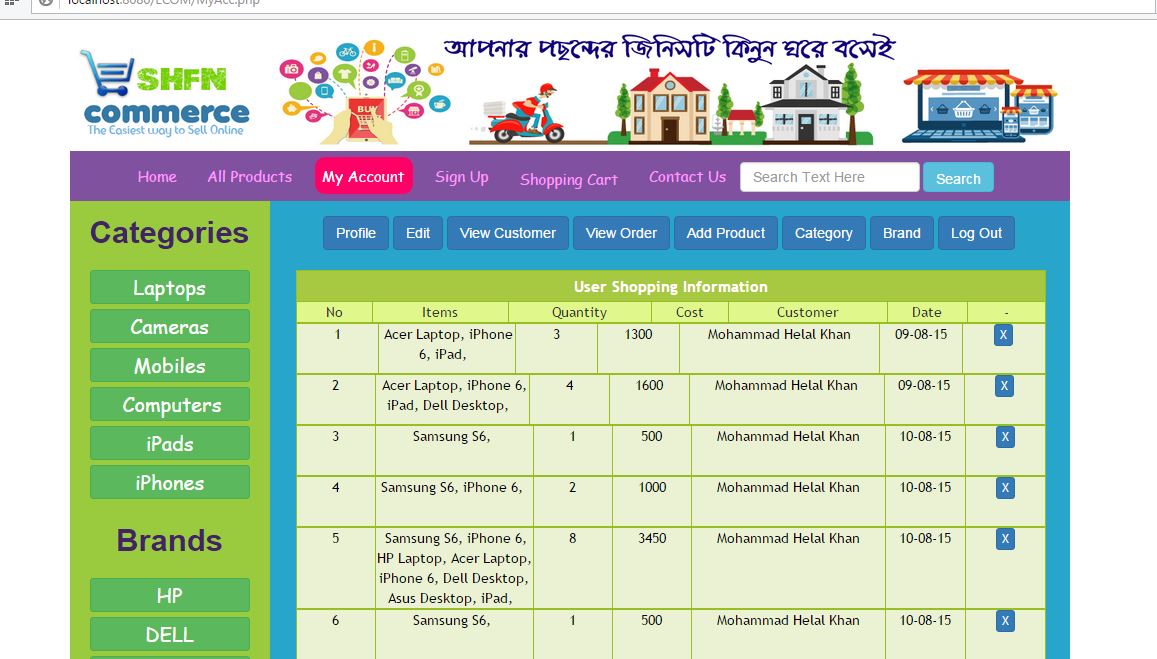 localhost:8080/ECOM/MyAcc.php
আপনার পছন্দের জিনিসটি কিনুন ঘরে বসেই
SHFN
commerce
The Easiest way to Sell Online
BUY
Home All Products My Account Sign Up Shopping Cart Contact Us Search Text Here Search
Categories
Laptops
Cameras
Mobiles
Computers
iPads
iPhones
Brands
HP
DELL
Profile Edit View Customer View Order Add Product Category Brand Log Out
User Shopping Information
No Items Quantity Cost Customer Date -
1 Acer Laptop, iPhone 3 1300 Mohammad Helal Khan 09-08-15 X
6, iPad,
2 Acer Laptop, iPhone 6, 4 1600 Mohammad Helal Khan 09-08-15 X
iPad, Dell Desktop,
3 Samsung S6, 1 500 Mohammad Helal Khan 10-08-15 X
4 Samsung S6, iPhone 6, 2 1000 Mohammad Helal Khan 10-08-15 X
5 Samsung S6, iPhone 6, 8 3450 Mohammad Helal Khan 10-08-15 X
HP Laptop, Acer Laptop,
iPhone 6, Dell Desktop,
Asus Desktop, iPad,
6 Samsung S6, 1 500 Mohammad Helal Khan 10-08-15 X